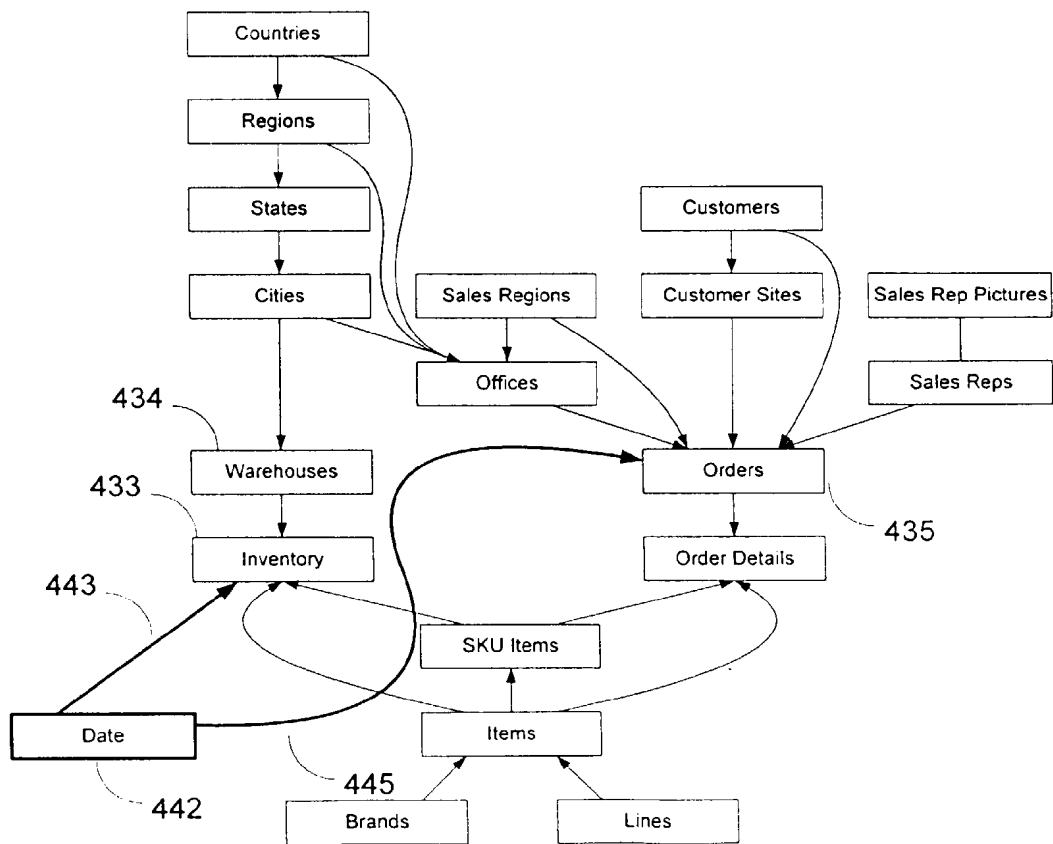 Countries
Regions
States
Customers
Cities
Sales Regions
Customer Sites
Sales Rep Pictures
Offices
Sales Reps
434
Warehouses
Orders
433
435
Inventory
Order Details
443
SKU Items
Date
Items
442
445
Brands
Lines